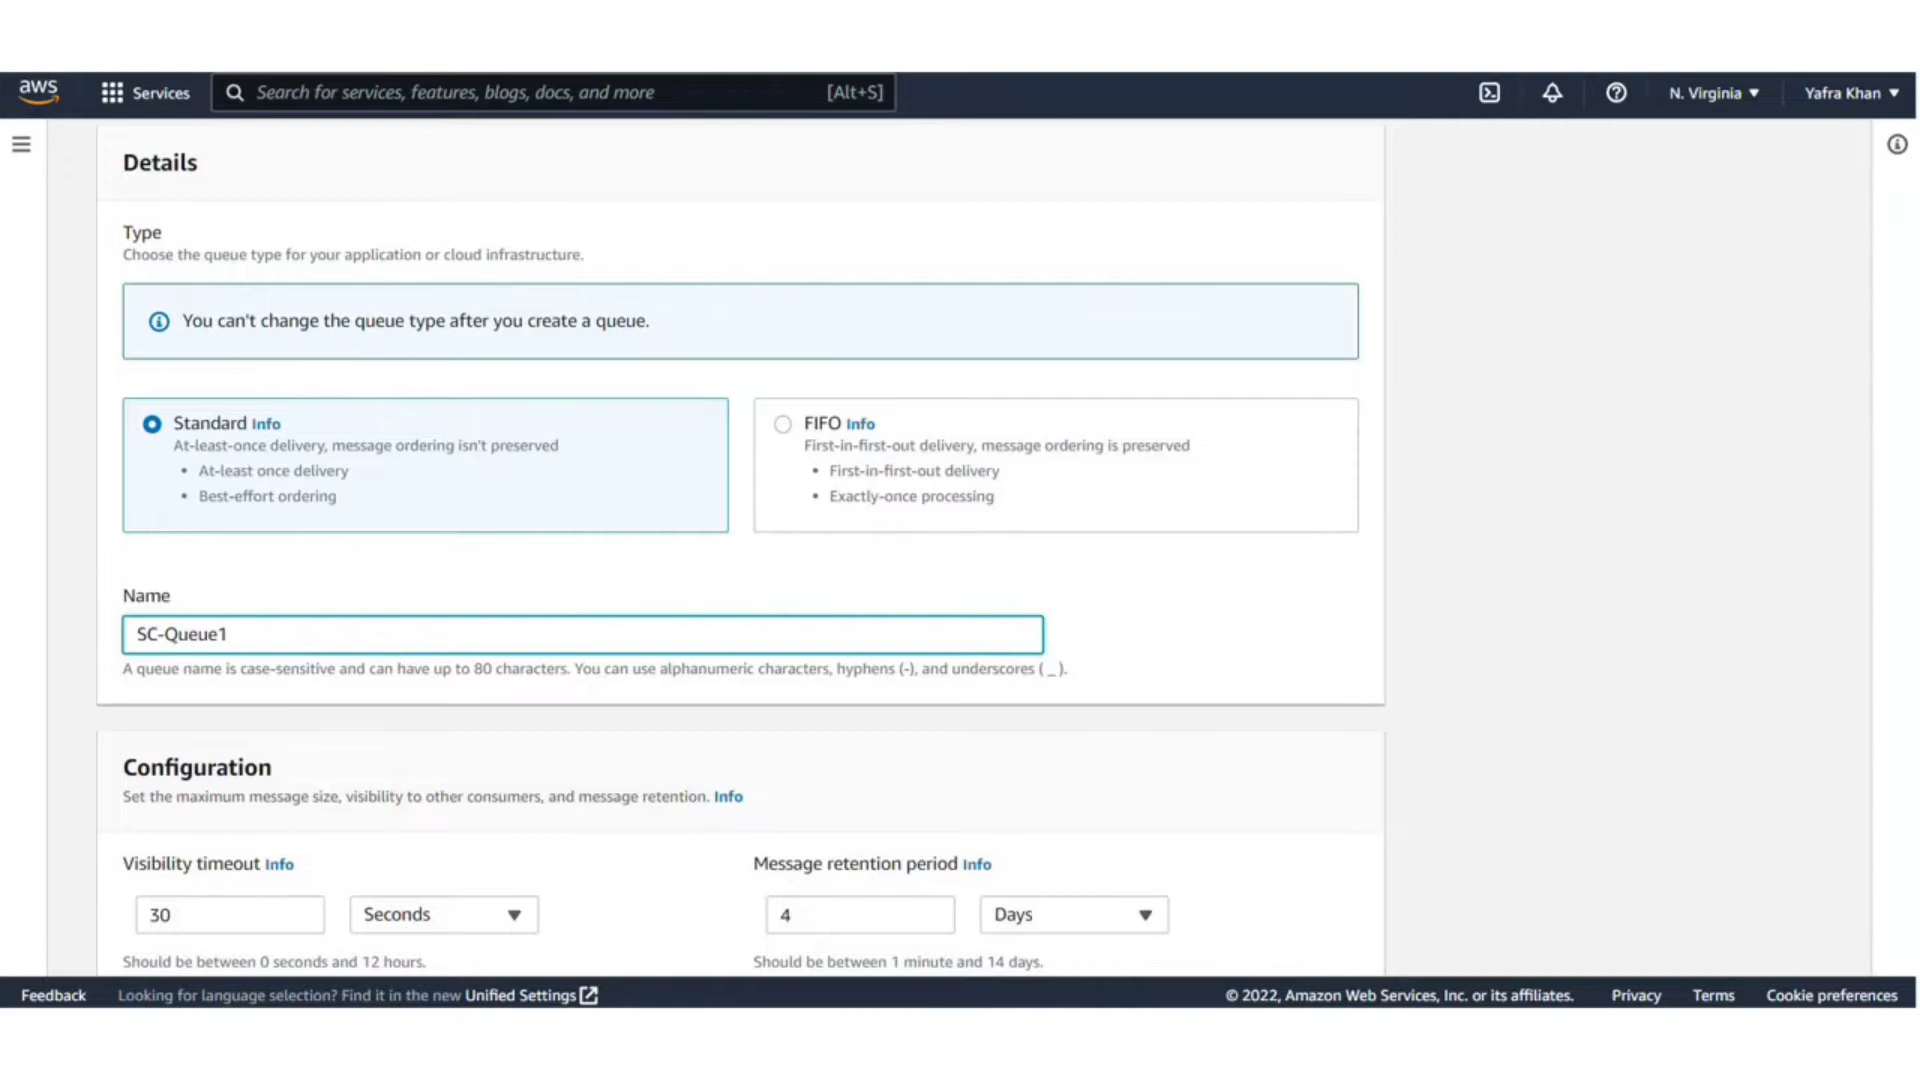 aws Services Search for services, features, blogs, docs, and more [Alt+S] N. Virginia Yafra Khan
Details
Type
Choose the queue type for your application or cloud infrastructure.
You can't change the queue type after you create a queue.
Standard Info
At-least-once delivery, message ordering isn't preserved
• At-least once delivery
• Best-effort ordering
FIFO Info
First-in-first-out delivery, message ordering is preserved
• First-in-first-out delivery
• Exactly-once processing
Name
SC-Queue1
A queue name is case-sensitive and can have up to 80 characters. You can use alphanumeric characters, hyphens (-), and underscores ( _ ).
Configuration
Set the maximum message size, visibility to other consumers, and message retention. Info
Visibility timeout Info
30 Seconds
Should be between 0 seconds and 12 hours.
Message retention period Info
4 Days
Should be between 1 minute and 14 days.
Feedback Looking for language selection? Find it in the new Unified Settings © 2022, Amazon Web Services, Inc. or its affiliates. Privacy Terms Cookie preferences